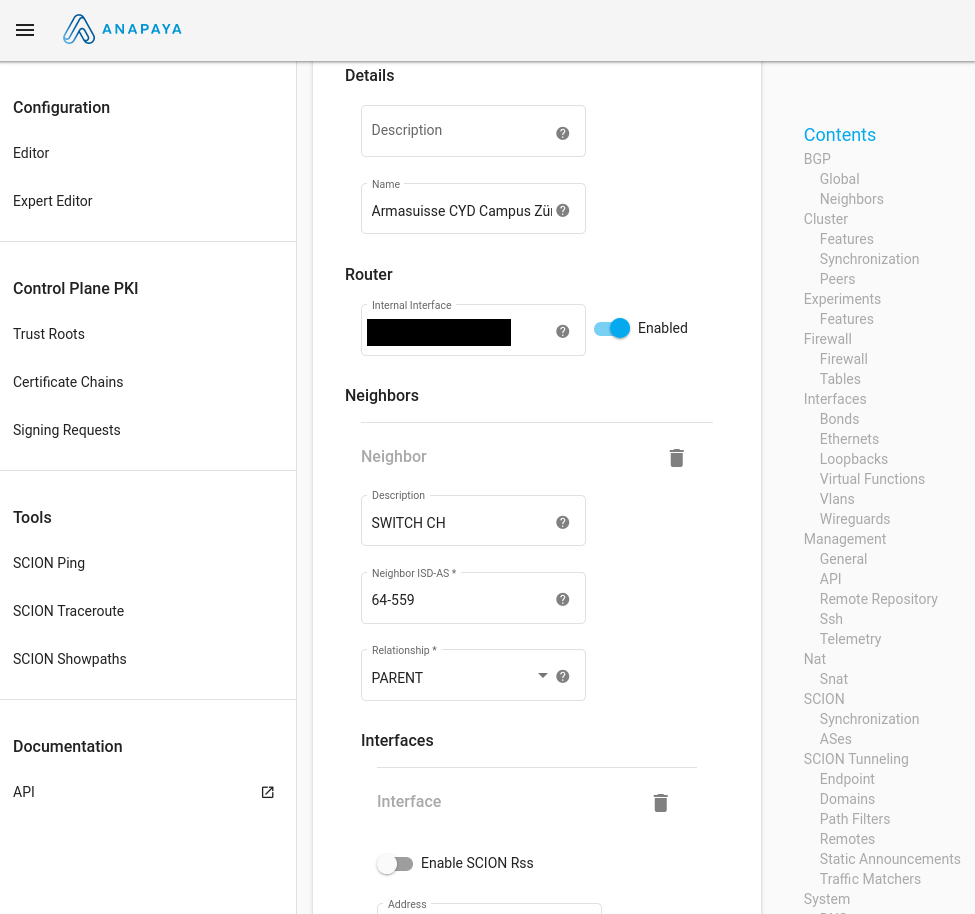 ANAPAYA
Configuration
Editor
Expert Editor
Control Plane PKI
Trust Roots
Certificate Chains
Signing Requests
Tools
SCION Ping
SCION Traceroute
SCION Showpaths
Documentation
API
Details
Description
Name
Armasuisse CYD Campus Zü
Router
Internal Interface
Enabled
Neighbors
Neighbor
Description
SWITCH CH
Neighbor ISD-AS *
64-559
Relationship *
PARENT
Interfaces
Interface
Enable SCION Rss
Address
Contents
BGP
Global
Neighbors
Cluster
Features
Synchronization
Peers
Experiments
Features
Firewall
Firewall
Tables
Interfaces
Bonds
Ethernets
Loopbacks
Virtual Functions
Vlans
Wireguards
Management
General
API
Remote Repository
Ssh
Telemetry
Nat
Snat
SCION
Synchronization
ASes
SCION Tunneling
Endpoint
Domains
Path Filters
Remotes
Static Announcements
Traffic Matchers
System